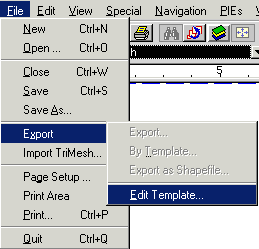 File Edit View Special Navigation PIEs V
New Ctrl+N
Open ... Ctrl+O
h
Close Ctrl+W
5
Save Ctrl+S
Save As...
Export
Export...
Import TriMesh...
By Template...
Export as Shapefile...
Page Setup ...
Print Area
Edit Template...
Print... Ctrl+P
Quit Ctrl+Q